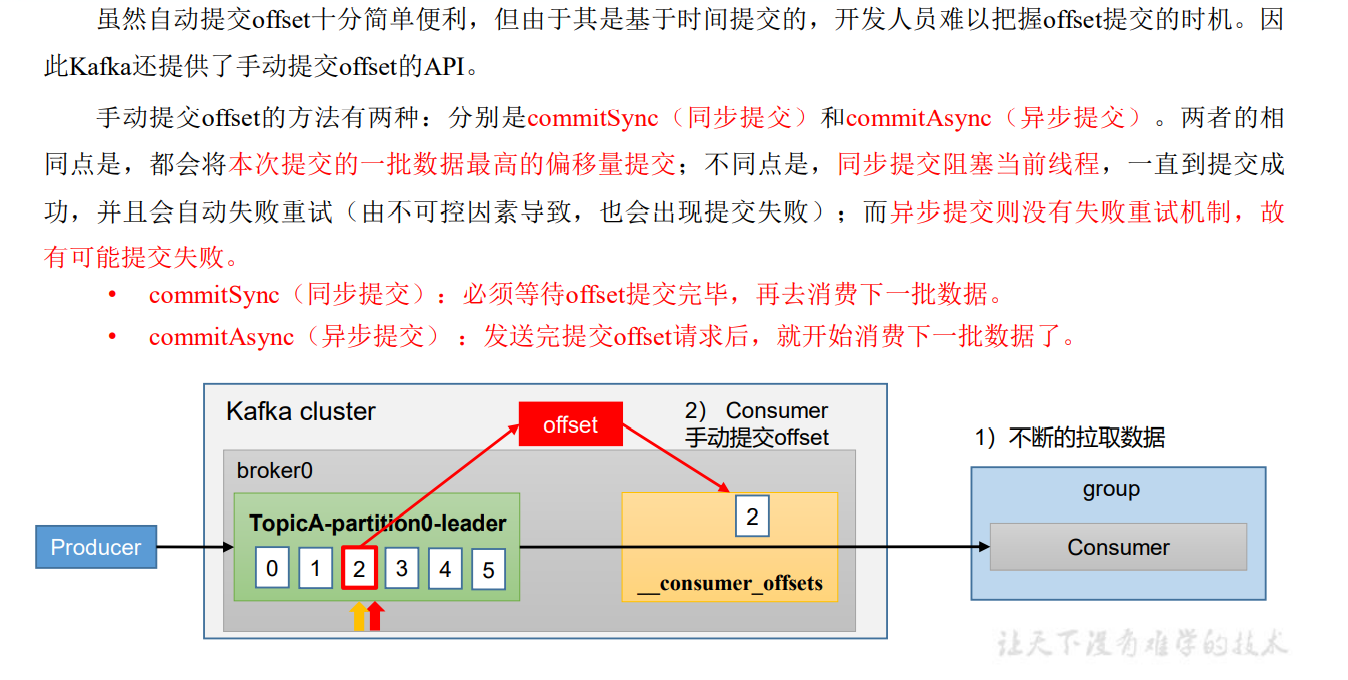 虽然自动提交offset十分简单便利，但由于其是基于时间提交的，开发人员难以把握offset提交的时机。因
此Kafka还提供了手动提交offset的API。
手动提交offset的方法有两种：分别是commitSync（同步提交）和commitAsync（异步提交）。两者的相
同点是，都会将本次提交的一批数据最高的偏移量提交；不同点是，同步提交阻塞当前线程，一直到提交成
功，并且会自动失败重试（由不可控因素导致，也会出现提交失败）；而异步提交则没有失败重试机制，故
有可能提交失败。
• commitSync（同步提交）：必须等待offset提交完毕，再去消费下一批数据。
• commitAsync（异步提交） ：发送完提交offset请求后，就开始消费下一批数据了。
Kafka cluster
offset
2） Consumer
手动提交offset
1）不断的拉取数据
broker0
group
TopicA-partition0-leader
2
Producer
Consumer
0 1 2 3 4 5
__consumer_offsets
让天下没有难学的技术